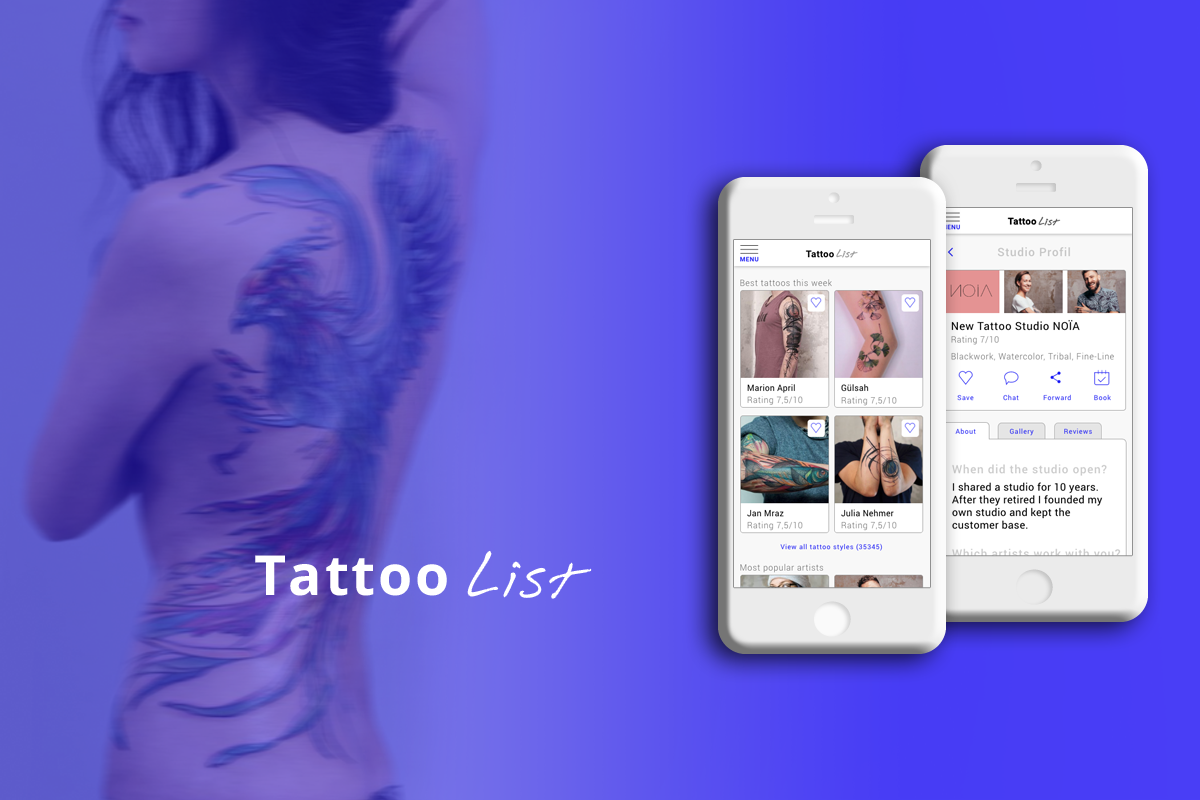 Tattoo List
MENU
Tattoo List
Best tattoos this week
Marion April
Rating 7,5/10
Gülsah
Rating 7,5/10
Jan Mraz
Rating 7,5/10
Julia Nehmer
Rating 7,5/10
View all tattoo styles (35345)
Most popular artists
Tattoo List
Studio Profil
NOIA
New Tattoo Studio NOÏA
Rating 7/10
Blackwork, Watercolor, Tribal, Fine-Line
Save
Chat
Forward
Book
About
Gallery
Reviews
When did the studio open?
I shared a studio for 10 years.
After they retired I founded my
own studio and kept the
customer base.
Which artists work with you?